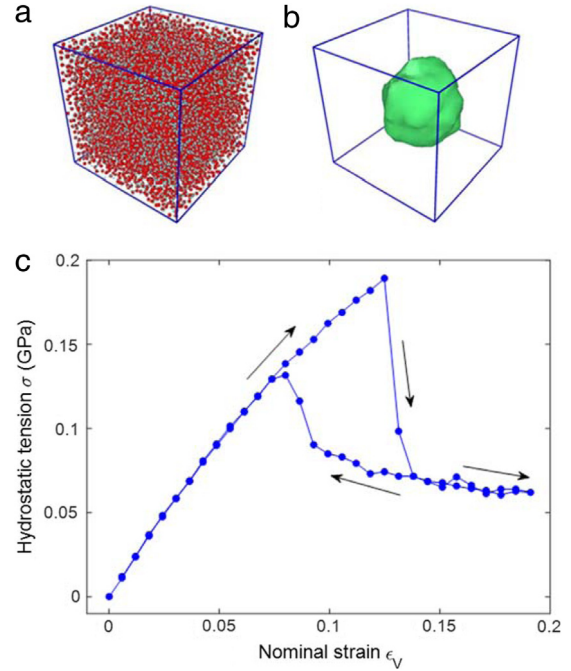 a
b
c
Hydrostatic tension σ (GPa)
0.2
0.15
0.1
0.05
0
0
0.05
0.1
0.15
0.2
Nominal strain ϵV